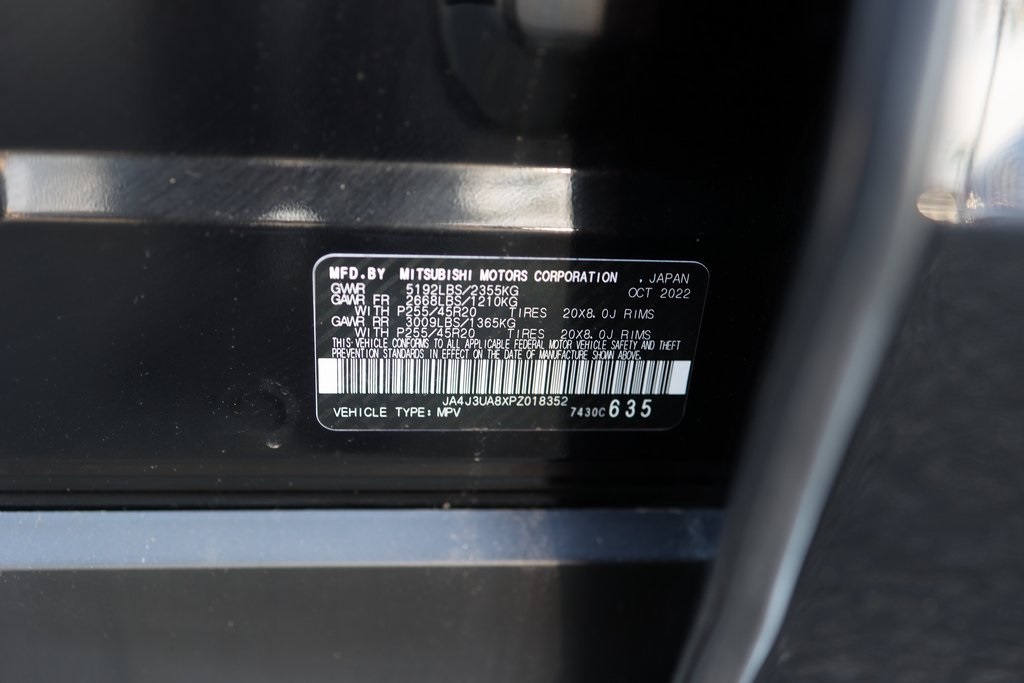 MFD.BY MITSUBISHI MOTORS CORPORATION , JAPAN
GVWR 5192LBS/2355KG OCT 2022
GAWR FR 2668LBS/1210KG
WITH P255/45R20 TIRES 20X8.0J RIMS
GAWR RR 3009LBS/1365KG
WITH P255/45R20 TIRES 20X8.0J RIMS
THIS VEHICLE CONFORMS TO ALL APPLICABLE FEDERAL MOTOR VEHICLE SAFETY AND THEFT
PREVENTION STANDARDS IN EFFECT ON THE DATE OF MANUFACTURE SHOWN ABOVE.
JA4J3UA8XPZ018352
VEHICLE TYPE: MPV 7430C 635